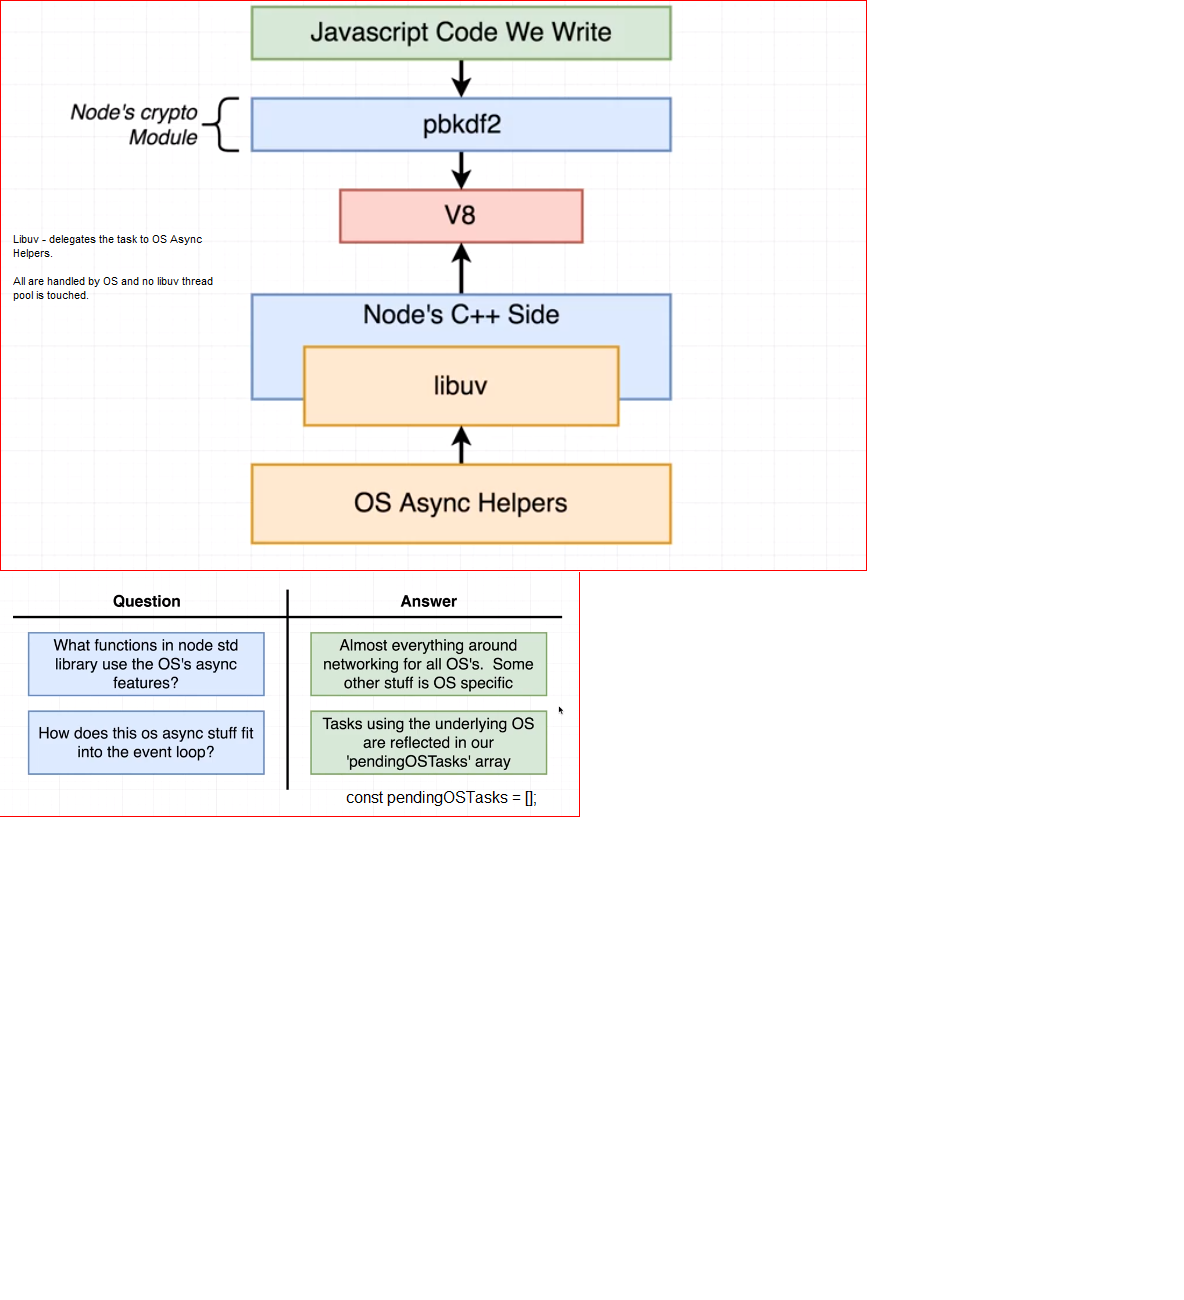 Javascript Code We Write
Node's crypto
Module
pbkdf2
V8
Libuv - delegates the task to OS Async
Helpers.
All are handled by OS and no libuv thread
pool is touched.
Node's C++ Side
libuv
OS Async Helpers
Question
Answer
What functions in node std
library use the OS's async
features?
Almost everything around
networking for all OS's. Some
other stuff is OS specific
How does this os async stuff fit
into the event loop?
Tasks using the underlying OS
are reflected in our
'pendingOSTasks' array
const pendingOSTasks = [];